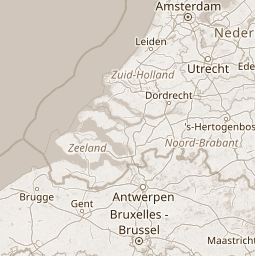 Amsterdam
Leiden
Neder
Utrecht
Ede
Zuid-Holland
Dordrecht
's-Hertogenbos
Noord-Brabant
Zeeland
Brugge
Gent
Antwerpen
Bruxelles -
Brussel
Maastricht